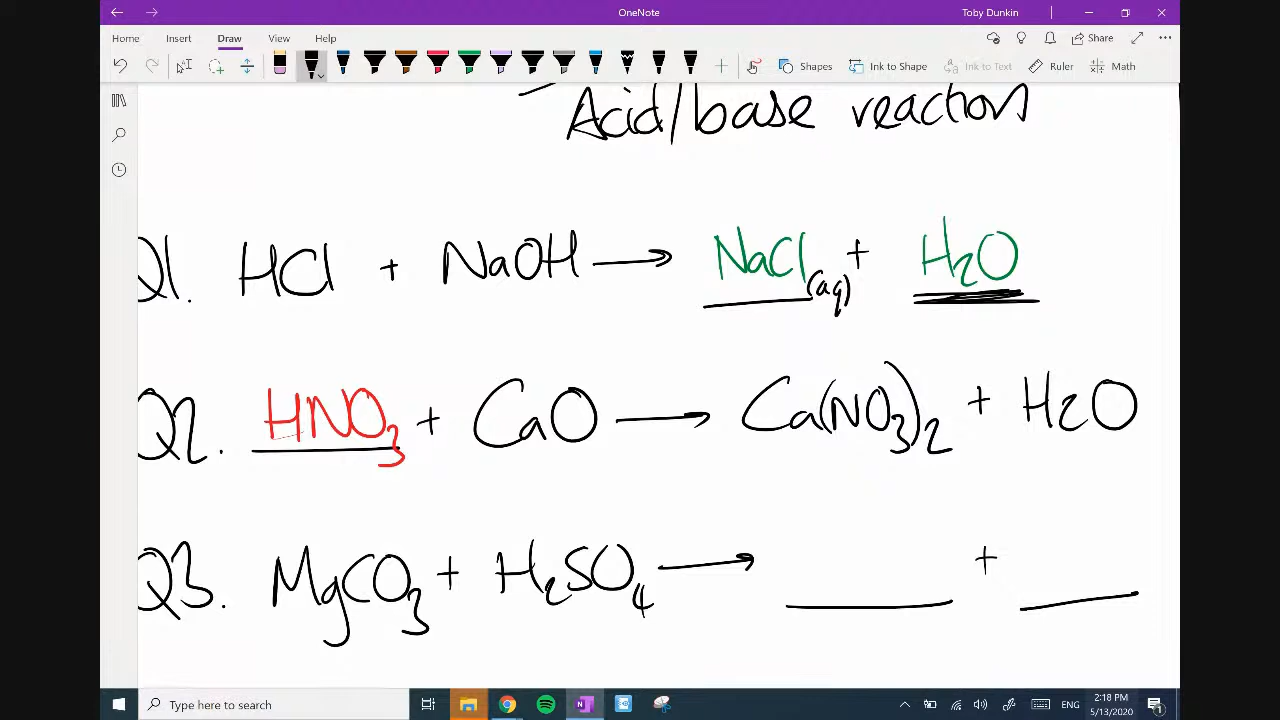 OneNote
Toby Dunkin
Home Insert Draw View Help
Share
Shapes Ink to Shape Ink to Text Ruler Math
Acid/base reaction
Q1. HCl + NaOH → NaCl(aq) + H2O
Q2. HNO3 + CaO → Ca(NO3)2 + H2O
Q3. MgCO3 + H2SO4 → ____ + ____
Type here to search
ENG
2:18 PM
5/13/2020
1